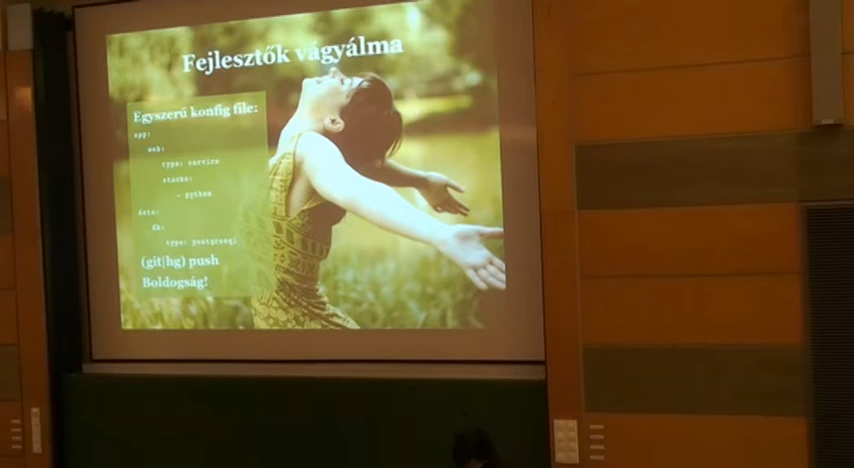 Fejlesztők vágyálma
Egyszerű konfig file:
app:
web:
type: service
stacks:
- python
data:
db:
type: postgresql
(git|hg) push
Boldogság!